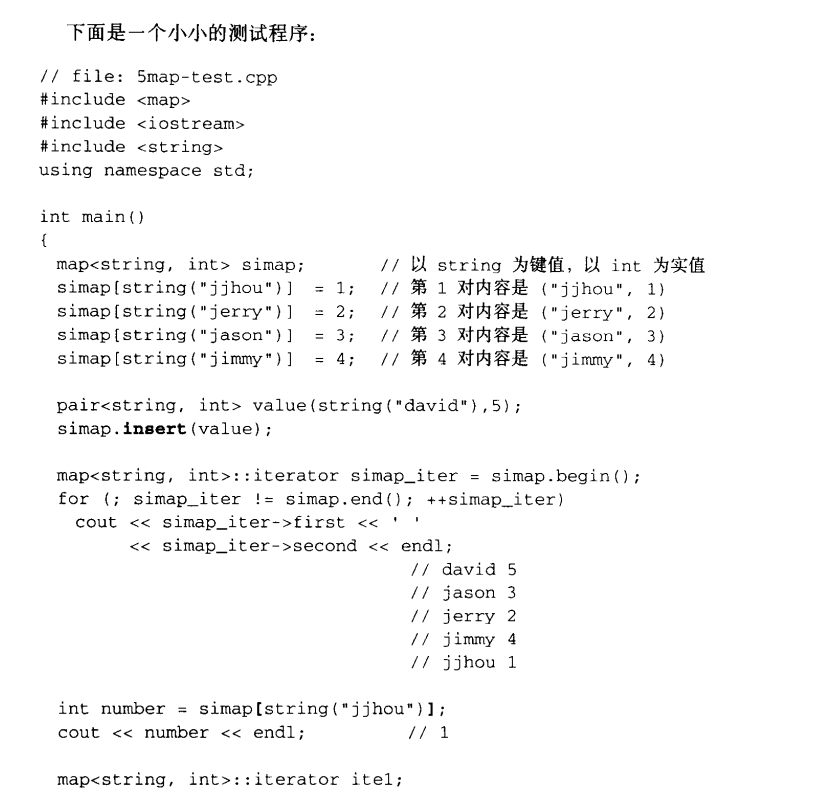 下面是一个小小的测试程序：
// file: 5map-test.cpp
#include <map>
#include <iostream>
#include <string>
using namespace std;
int main()
{
map<string, int> simap; // 以 string 为键值，以 int 为实值
simap[string("jjhou")] = 1; // 第 1 对内容是 ("jjhou", 1)
simap[string("jerry")] = 2; // 第 2 对内容是 ("jerry", 2)
simap[string("jason")] = 3; // 第 3 对内容是 ("jason", 3)
simap[string("jimmy")] = 4; // 第 4 对内容是 ("jimmy", 4)
pair<string, int> value(string("david"),5);
simap.insert(value);
map<string, int>::iterator simap_iter = simap.begin();
for (; simap_iter != simap.end(); ++simap_iter)
cout << simap_iter->first << ' '
<< simap_iter->second << endl;
// david 5
// jason 3
// jerry 2
// jimmy 4
// jjhou 1
int number = simap[string("jjhou")];
cout << number << endl; // 1
map<string, int>::iterator ite1;